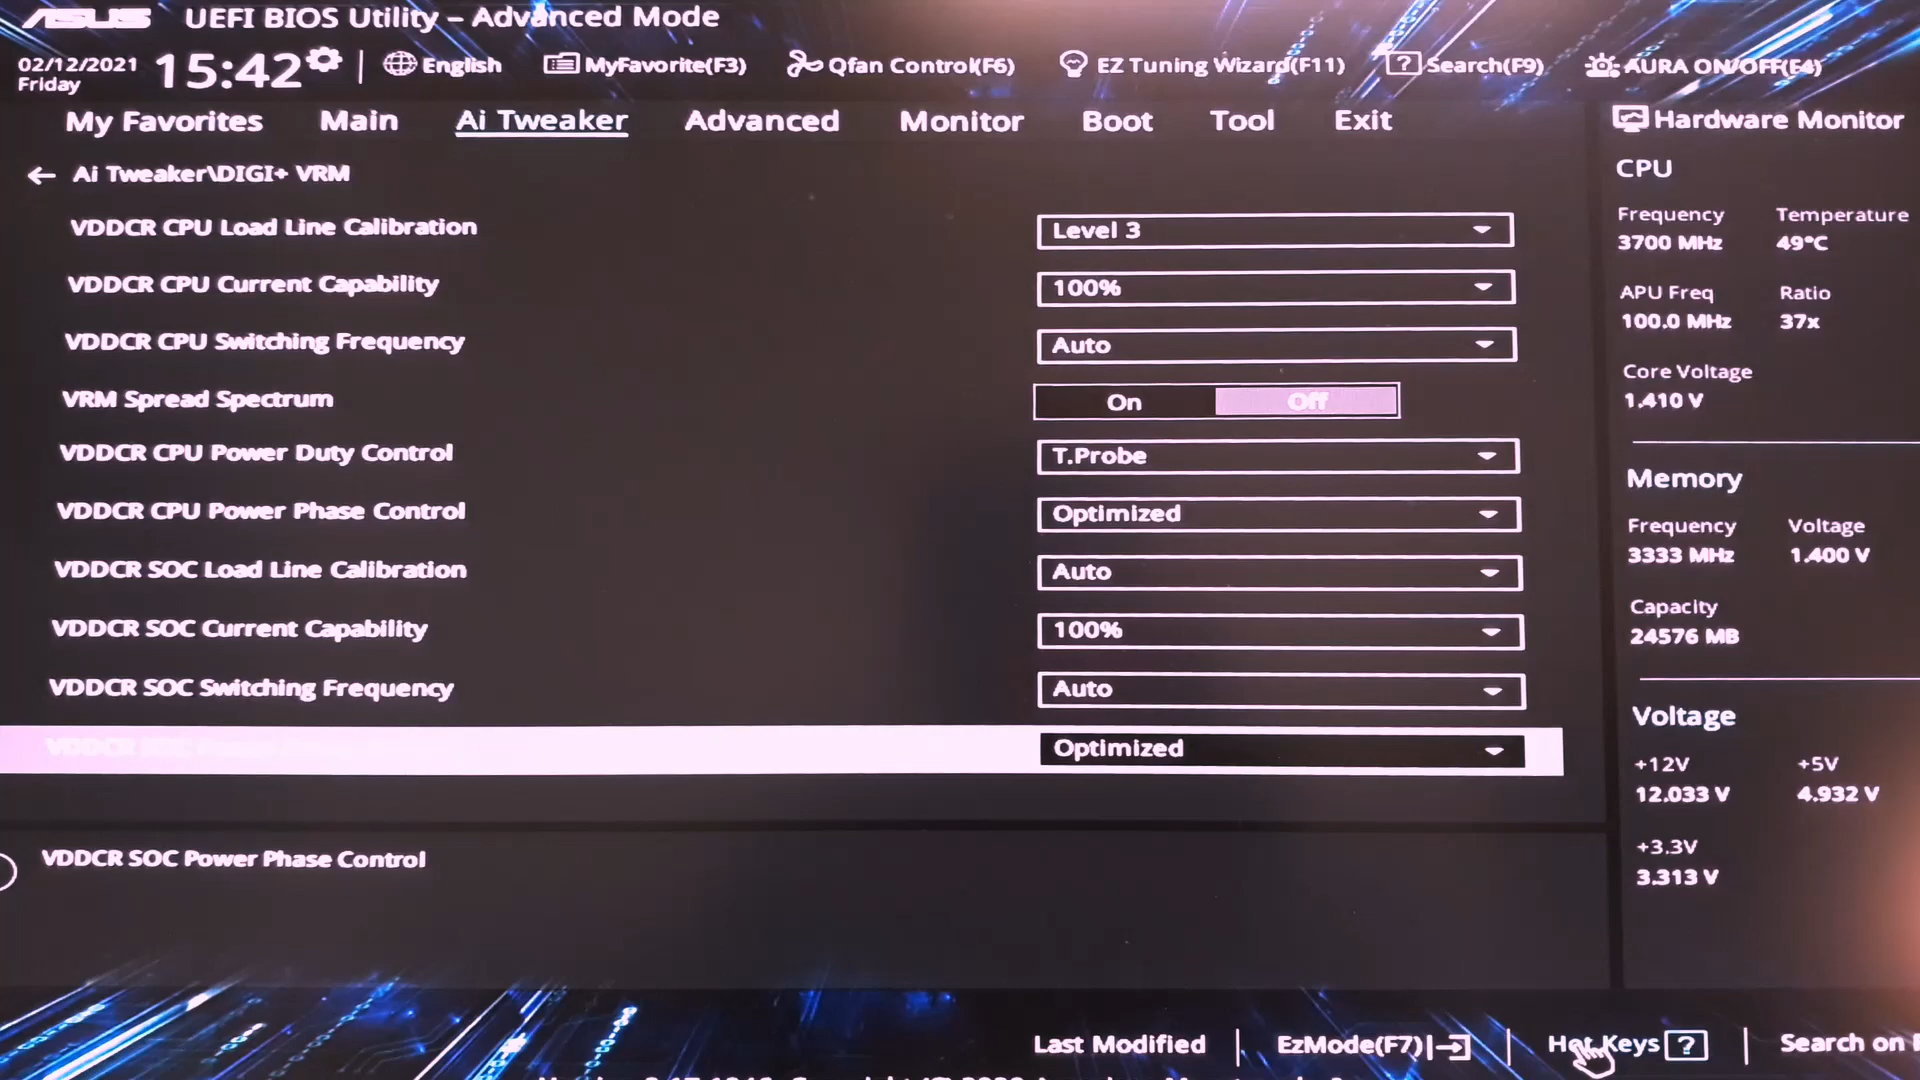 ASUS UEFI BIOS Utility – Advanced Mode
02/12/2021
Friday
15:42
English
MyFavorite(F3)
Qfan Control(F6)
EZ Tuning Wizard(F11)
Search(F9)
AURA ON/OFF(F4)
My Favorites
Main
Ai Tweaker
Advanced
Monitor
Boot
Tool
Exit
Ai Tweaker\DIGI+ VRM
VDDCR CPU Load Line Calibration
Level 3
VDDCR CPU Current Capability
100%
VDDCR CPU Switching Frequency
Auto
VRM Spread Spectrum
On
Off
VDDCR CPU Power Duty Control
T.Probe
VDDCR CPU Power Phase Control
Optimized
VDDCR SOC Load Line Calibration
Auto
VDDCR SOC Current Capability
100%
VDDCR SOC Switching Frequency
Auto
Optimized
VDDCR SOC Power Phase Control
Hardware Monitor
CPU
Frequency Temperature
3700 MHz 49°C
APU Freq Ratio
100.0 MHz 37x
Core Voltage
1.410 V
Memory
Frequency Voltage
3333 MHz 1.400 V
Capacity
24576 MB
Voltage
+12V +5V
12.033 V 4.932 V
+3.3V
3.313 V
Last Modified
EzMode(F7)
Hot Keys ?
Search on